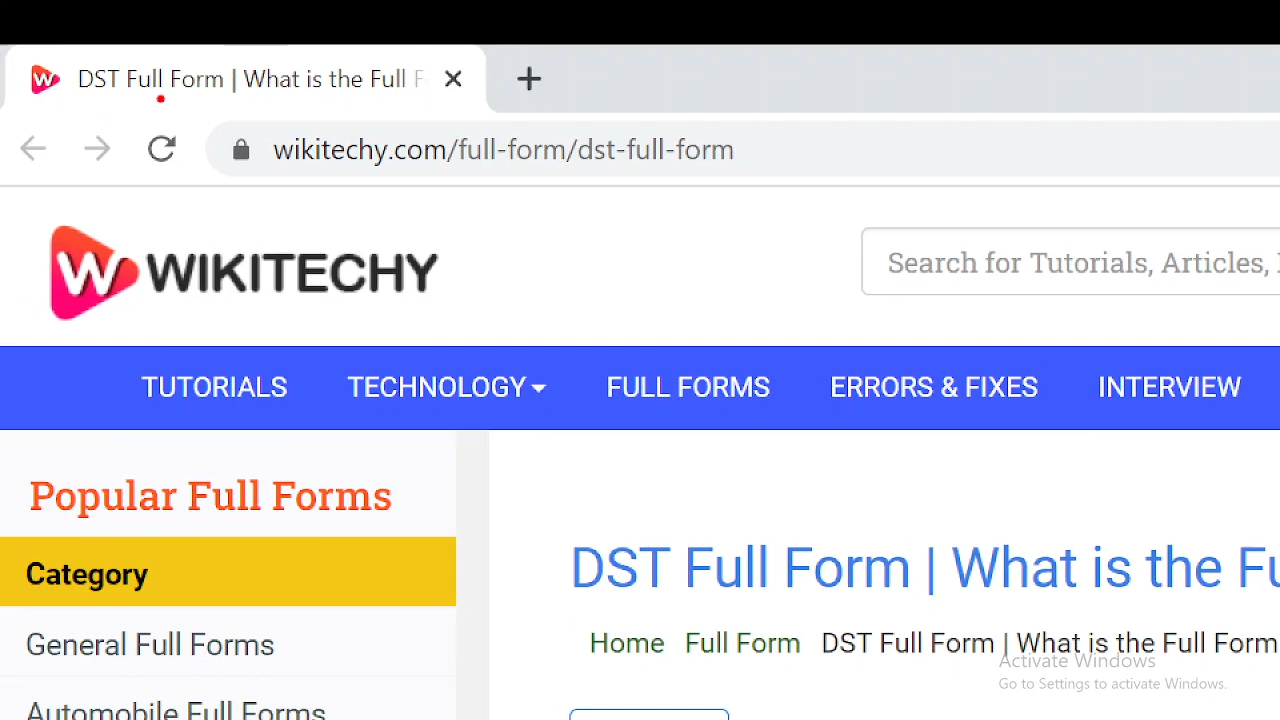 DST Full Form | What is the Full F
wikitechy.com/full-form/dst-full-form
W WIKITECHY
Search for Tutorials, Articles,
TUTORIALS TECHNOLOGY FULL FORMS ERRORS & FIXES INTERVIEW
Popular Full Forms
Category
General Full Forms
Automobile Full Forms
DST Full Form | What is the Fu
Home Full Form DST Full Form | What is the Full Form
Activate Windows
Go to Settings to activate Windows.